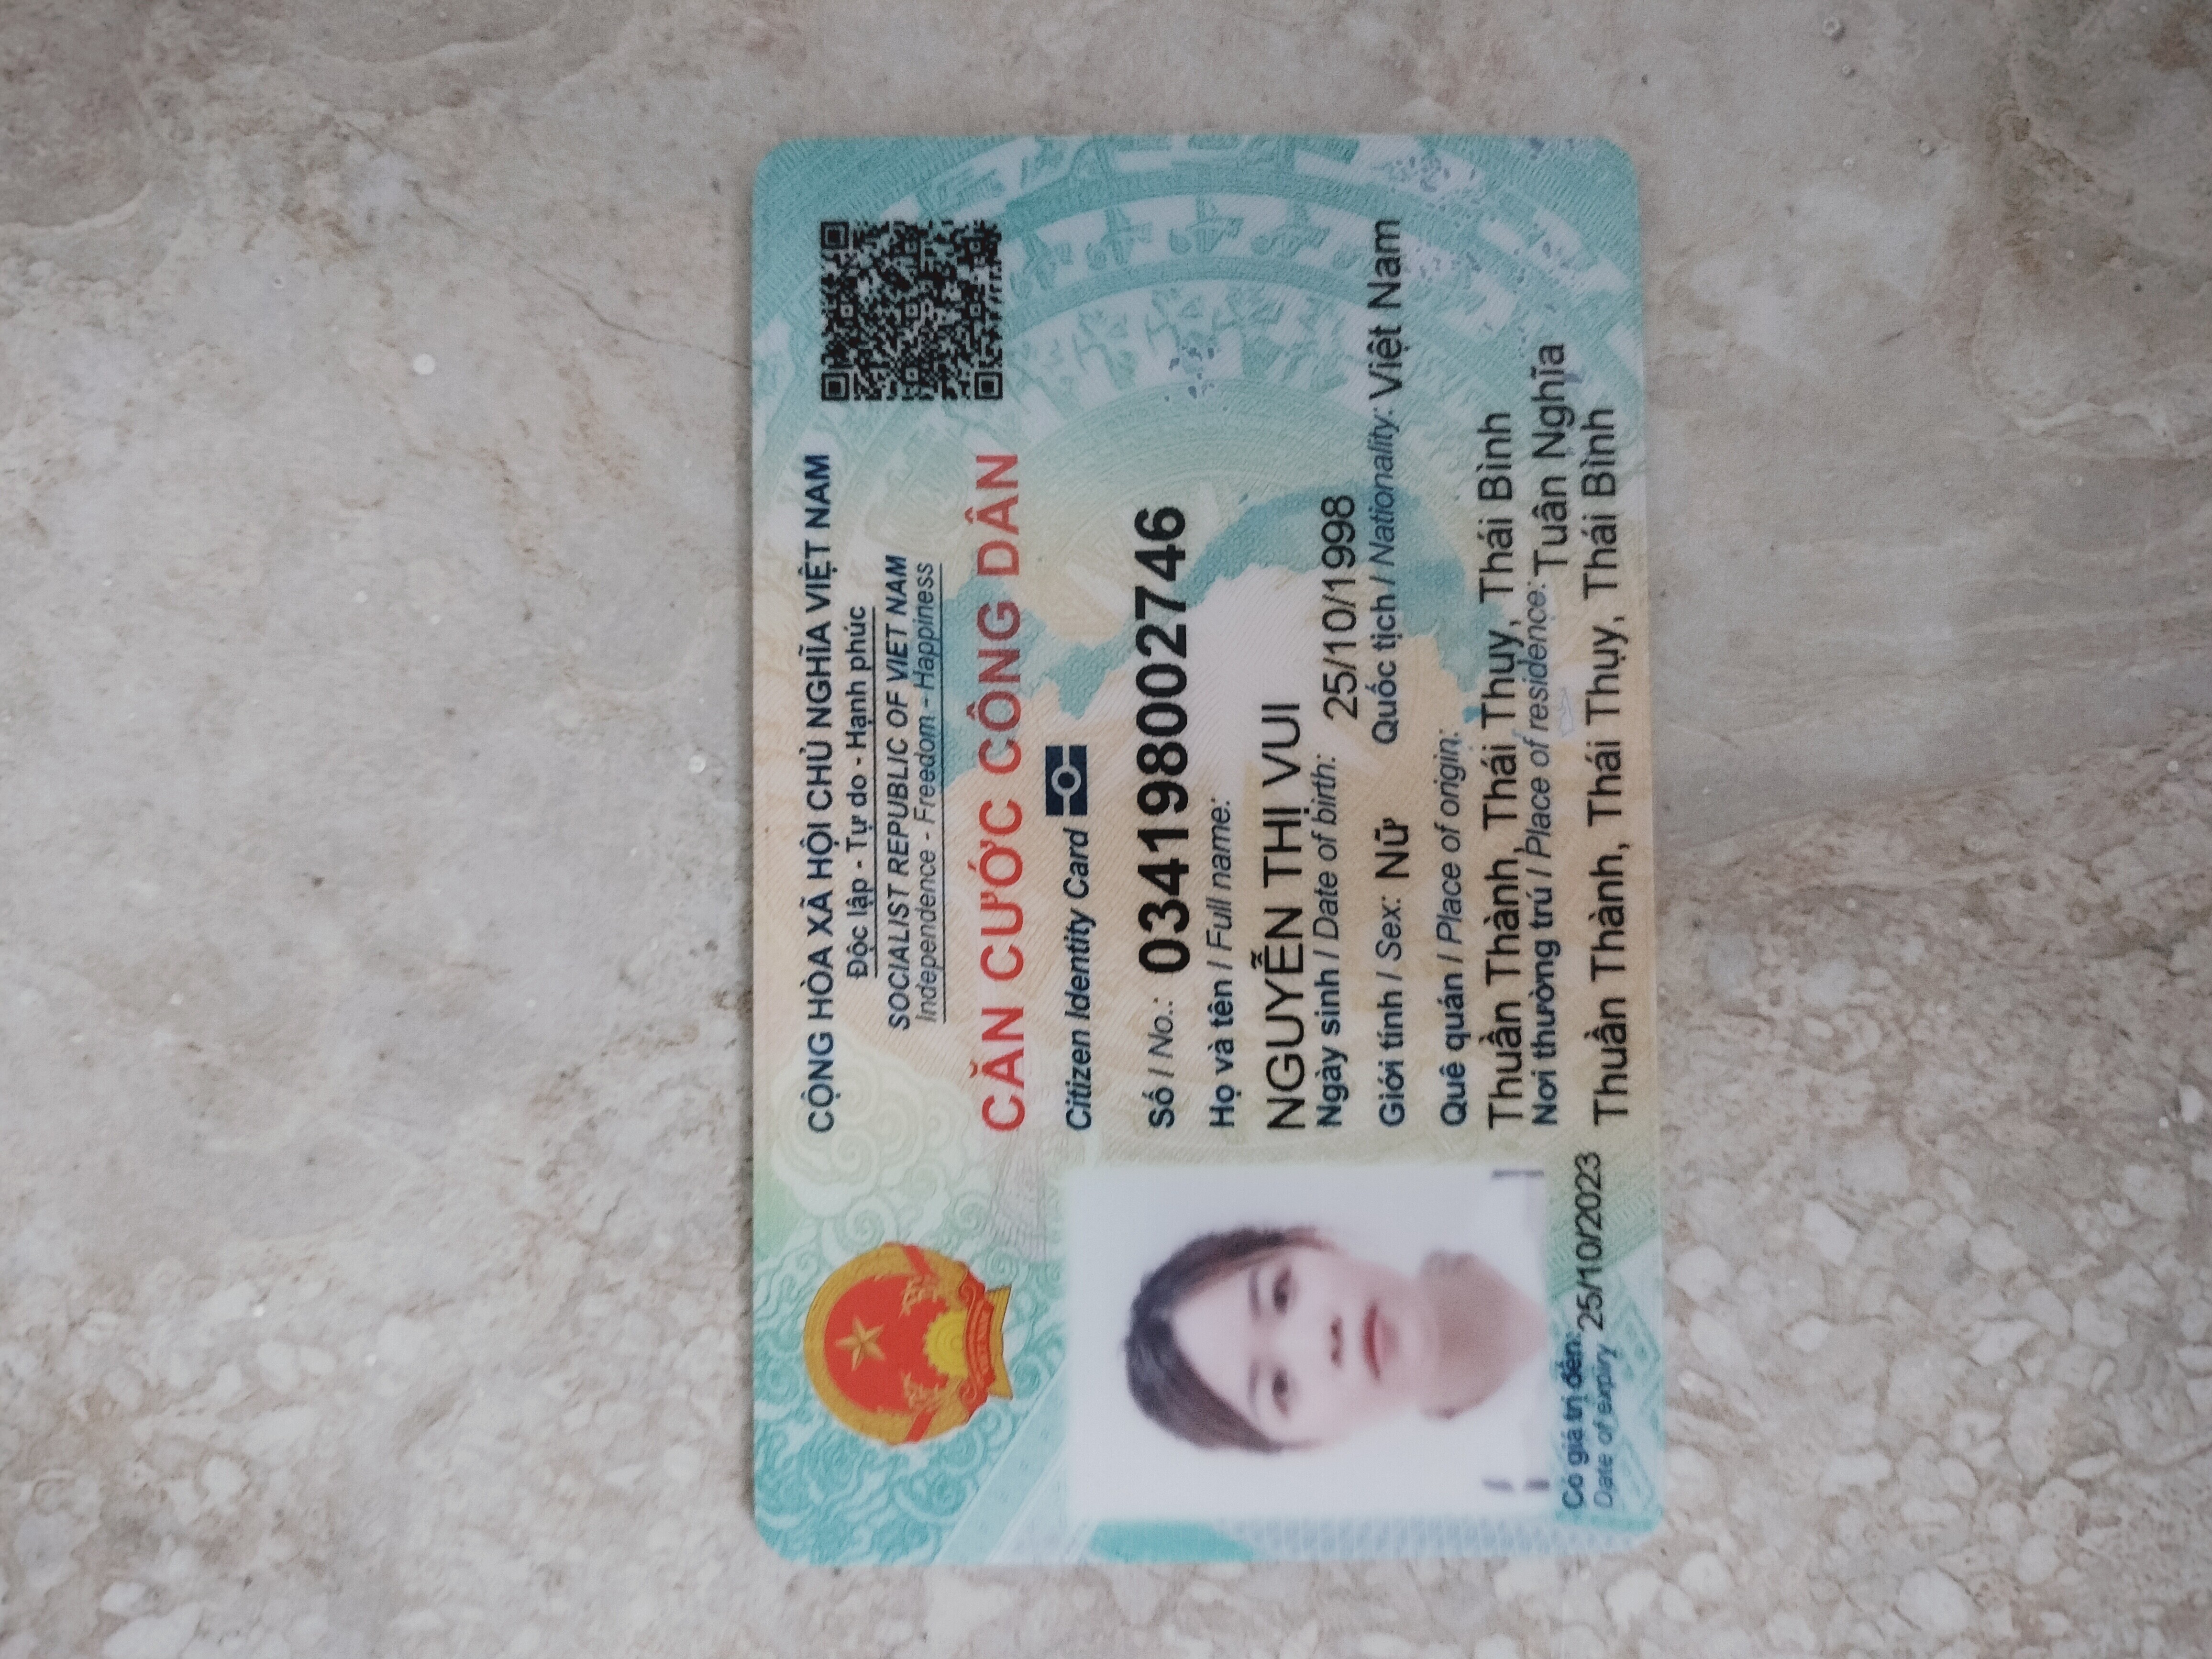 CỘNG HÒA XÃ HỘI CHỦ NGHĨA VIỆT NAM
Độc lập - Tự do - Hạnh phúc
SOCIALIST REPUBLIC OF VIET NAM
Independence - Freedom - Happiness
CĂN CƯỚC CÔNG DÂN
Citizen Identity Card
Số / No.: 034198002746
Họ và tên / Full name:
NGUYỄN THỊ VUI
Ngày sinh / Date of birth: 25/10/1998
Giới tính / Sex: Nữ Quốc tịch / Nationality: Việt Nam
Quê quán / Place of origin:
Thuần Thành, Thái Thụy, Thái Bình
Nơi thường trú / Place of residence: Tuân Nghĩa
Thuần Thành, Thái Thụy, Thái Bình
Có giá trị đến: 25/10/2023
Date of expiry